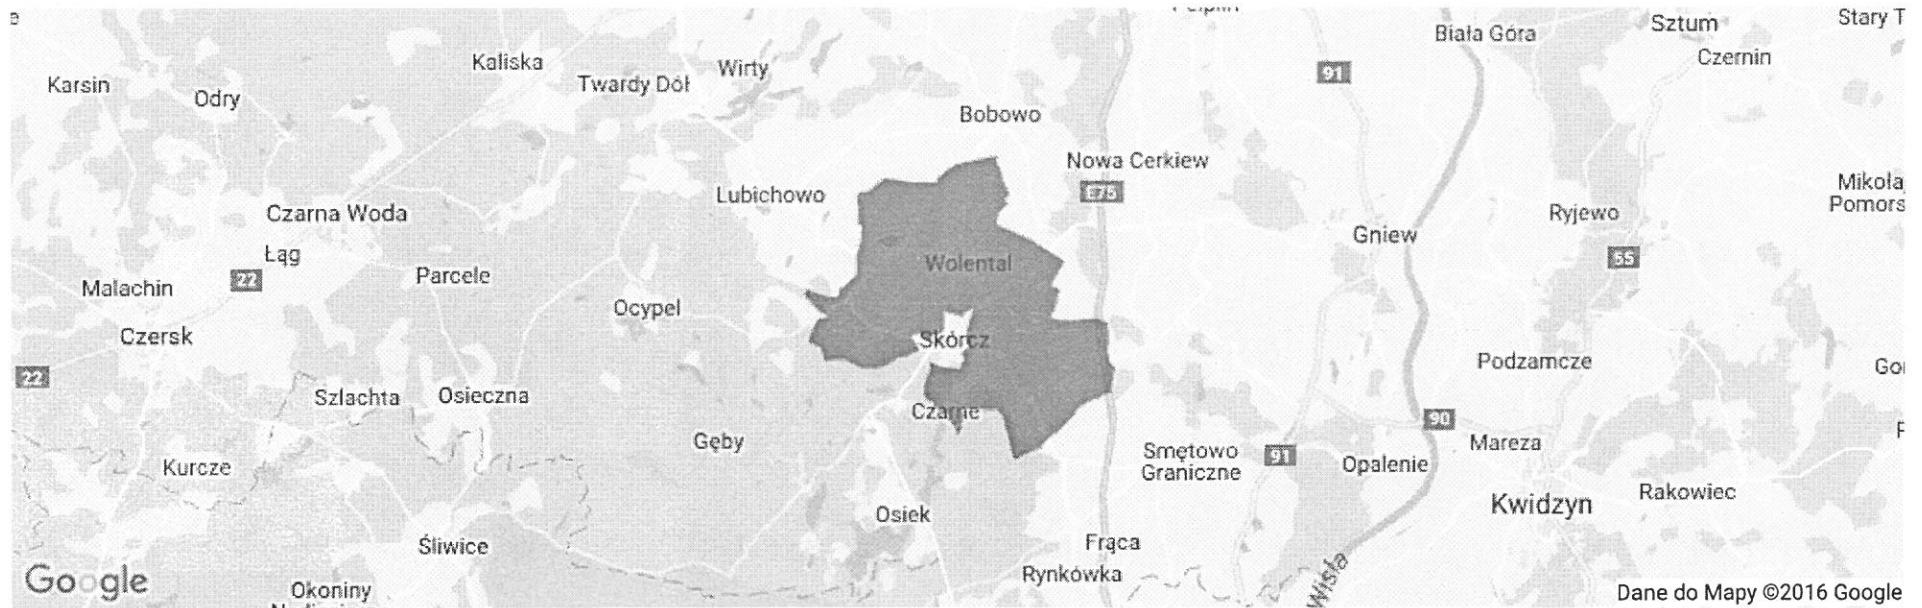 Pelplin
Sztum
Stary T
Biała Góra
Czernin
Kaliska
Wirty
91
Karsin
Twardy Dół
Odry
Bobowo
Nowa Cerkiew
E75
Lubichowo
Mikoła
Pomors
Czarna Woda
Ryjewo
Gniew
Łąg
Wolental
55
22
Parcele
Malachin
Ocypel
Czersk
Skórcz
Podzamcze
Gor
22
Szlachta
Osieczna
Czarne
90
Gęby
Mareza
Smętowo
Graniczne
91
Opalenie
Kurcze
Kwidzyn
Rakowiec
Osiek
Śliwice
Frąca
Rynkówka
Wisła
Google
Okoniny
Dane do Mapy ©2016 Google